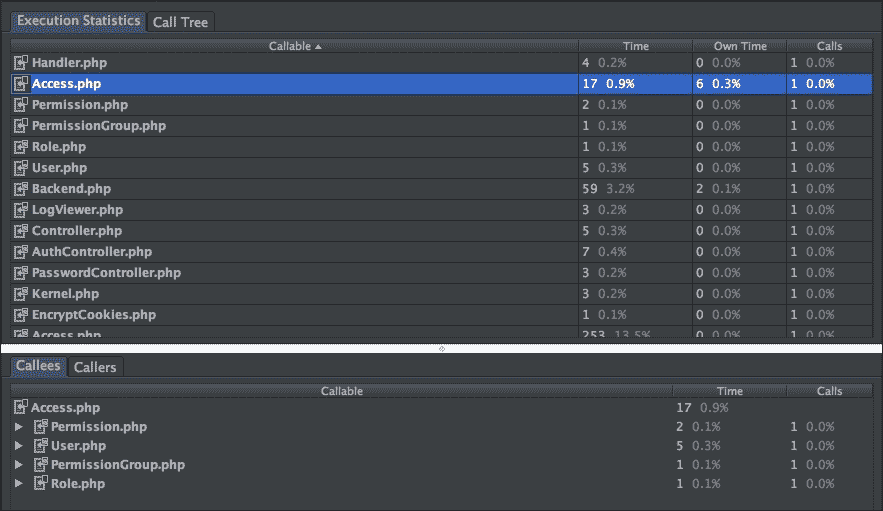 Execution Statistics Call Tree
Callable Time Own Time Calls
Handler.php 4 0.2% 0 0.0% 1 0.0%
Access.php 17 0.9% 6 0.3% 1 0.0%
Permission.php 2 0.1% 0 0.0% 1 0.0%
PermissionGroup.php 1 0.1% 0 0.0% 1 0.0%
Role.php 1 0.1% 0 0.0% 1 0.0%
User.php 5 0.3% 0 0.0% 1 0.0%
Backend.php 59 3.2% 2 0.1% 1 0.0%
LogViewer.php 3 0.2% 0 0.0% 1 0.0%
Controller.php 5 0.3% 0 0.0% 1 0.0%
AuthController.php 7 0.4% 0 0.0% 1 0.0%
PasswordController.php 3 0.2% 0 0.0% 1 0.0%
Kernel.php 3 0.2% 0 0.0% 1 0.0%
EncryptCookies.php 1 0.1% 0 0.0% 1 0.0%
Access.php 253 13.5% 0 0.0% 1 0.0%
Callees Callers
Callable Time Calls
Access.php 17 0.9%
Permission.php 2 0.1% 1 0.0%
User.php 5 0.3% 1 0.0%
PermissionGroup.php 1 0.1% 1 0.0%
Role.php 1 0.1% 1 0.0%